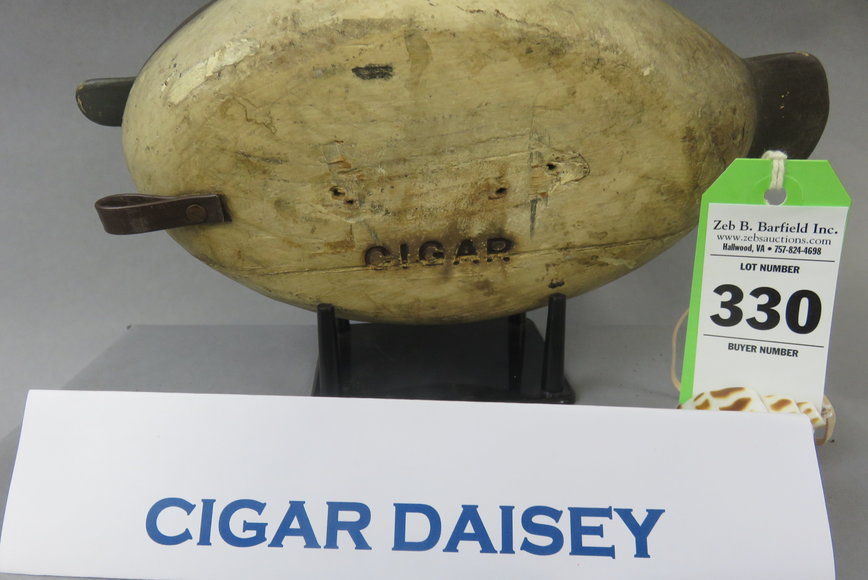 CIGAR
Zeb B. Barfield Inc.
www.zebsauctions.com
Hallwood, VA • 757-824-4698
LOT NUMBER
330
BUYER NUMBER
CIGAR DAISEY